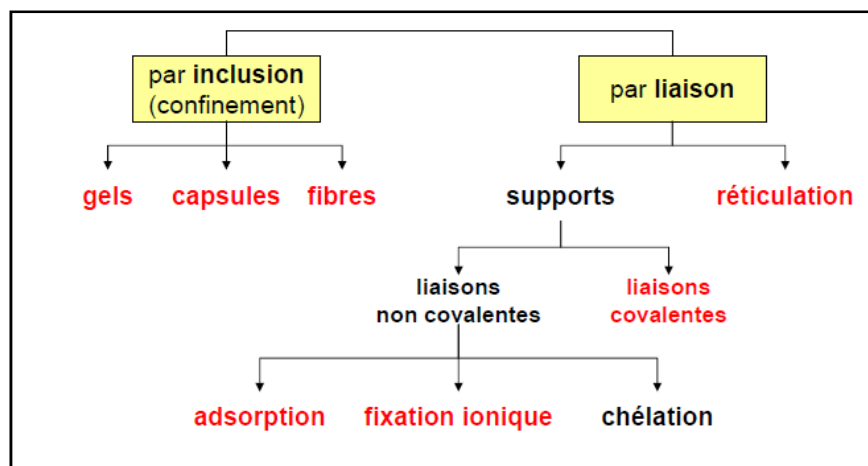 par inclusion
(confinement)
par liaison
gels
capsules
fibres
supports
réticulation
liaisons
non covalentes
liaisons
covalentes
adsorption
fixation ionique
chélation